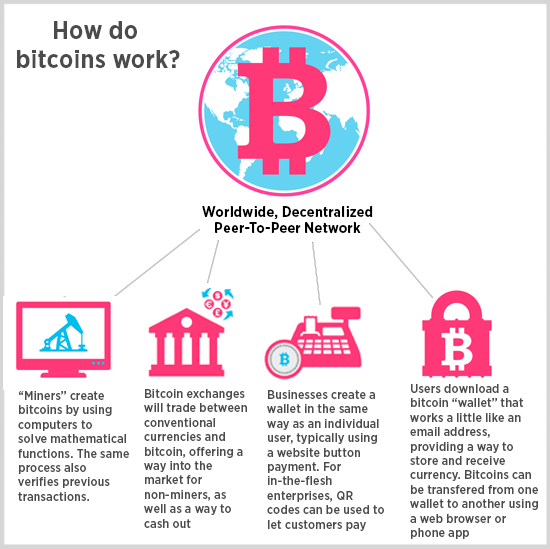 How do
bitcoins work?
Worldwide, Decentralized
Peer-To-Peer Network
“Miners” create
bitcoins by using
computers to
solve mathematical
functions. The same
process also
verifies previous
transactions.
Bitcoin exchanges
will trade between
conventional
currencies and
bitcoin, offering a
way into the
market for
non-miners, as
well as a way to
cash out
Businesses create a
wallet in the same
way as an individual
user, typically using
a website button
payment. For
in-the-flesh
enterprises, QR
codes can be used to
let customers pay
Users download a
bitcoin “wallet” that
works a little like an
email address,
providing a way to
store and receive
currency. Bitcoins can
be transfered from one
wallet to another using
a web browser or
phone app